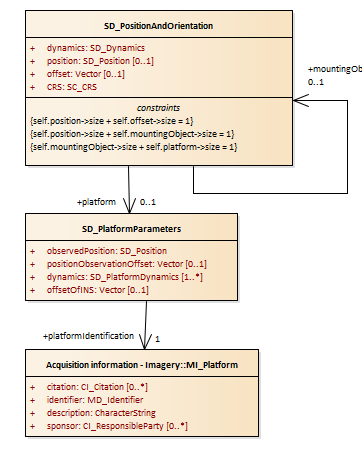 SD_PositionAndOrientation
+ dynamics: SD_Dynamics
+ position: SD_Position [0..1]
+ offset: Vector [0..1]
+ CRS: SC_CRS
constraints
{self.position->size + self.offset->size = 1}
{self.position->size + self.mountingObject->size = 1}
{self.mountingObject->size + self.platform->size = 1}
+mountingOb
0..1
+platform 0..1
SD_PlatformParameters
+ observedPosition: SD_Position
+ positionObservationOffset: Vector [0..1]
+ dynamics: SD_PlatformDynamics [1..*]
+ offsetOfINS: Vector [0..1]
+platformIdentification 1
Acquisition information - Imagery::MI_Platform
+ citation: CI_Citation [0..*]
+ identifier: MD_Identifier
+ description: CharacterString
+ sponsor: CI_ResponsibleParty [0..*]